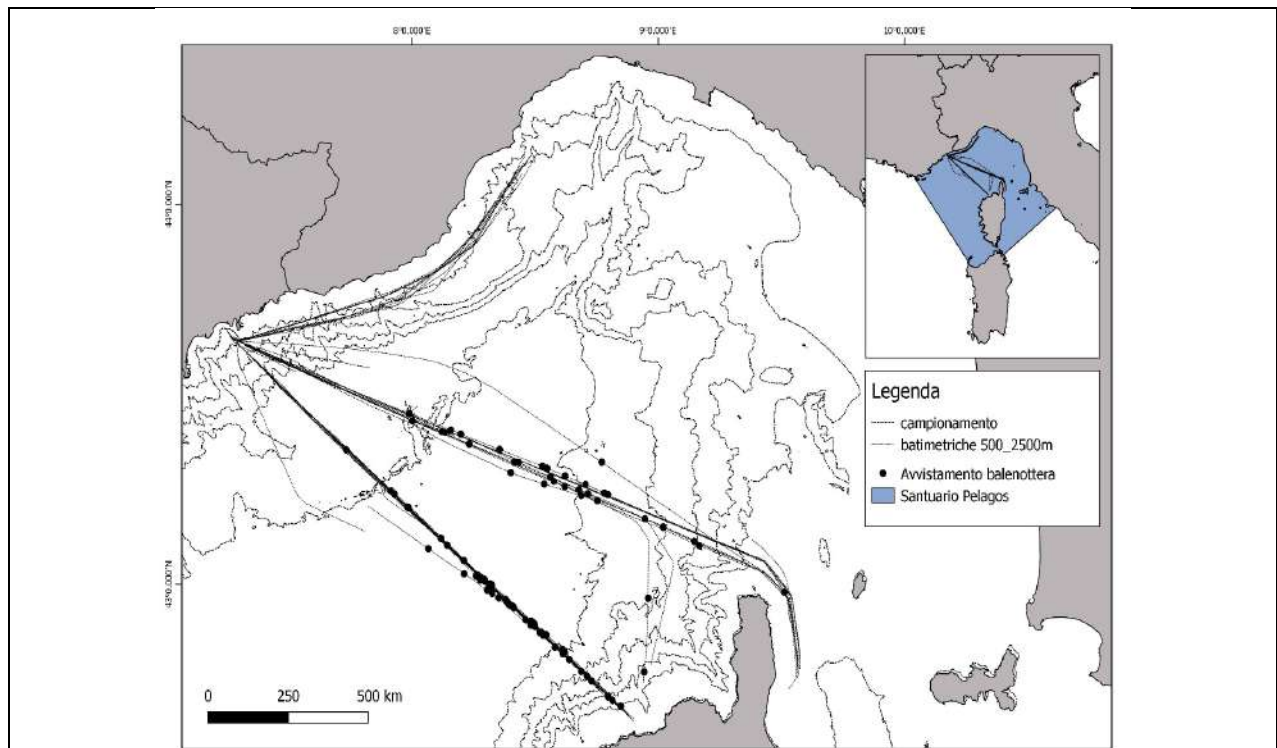 8°0.000'E 9°0.000'E 10°0.000'E
44°0.000'N
43°0.000'N
Legenda
campionamento
batimetriche 500_2500m
Avvistamento balenottera
Santuario Pelagos
0 250 500 km